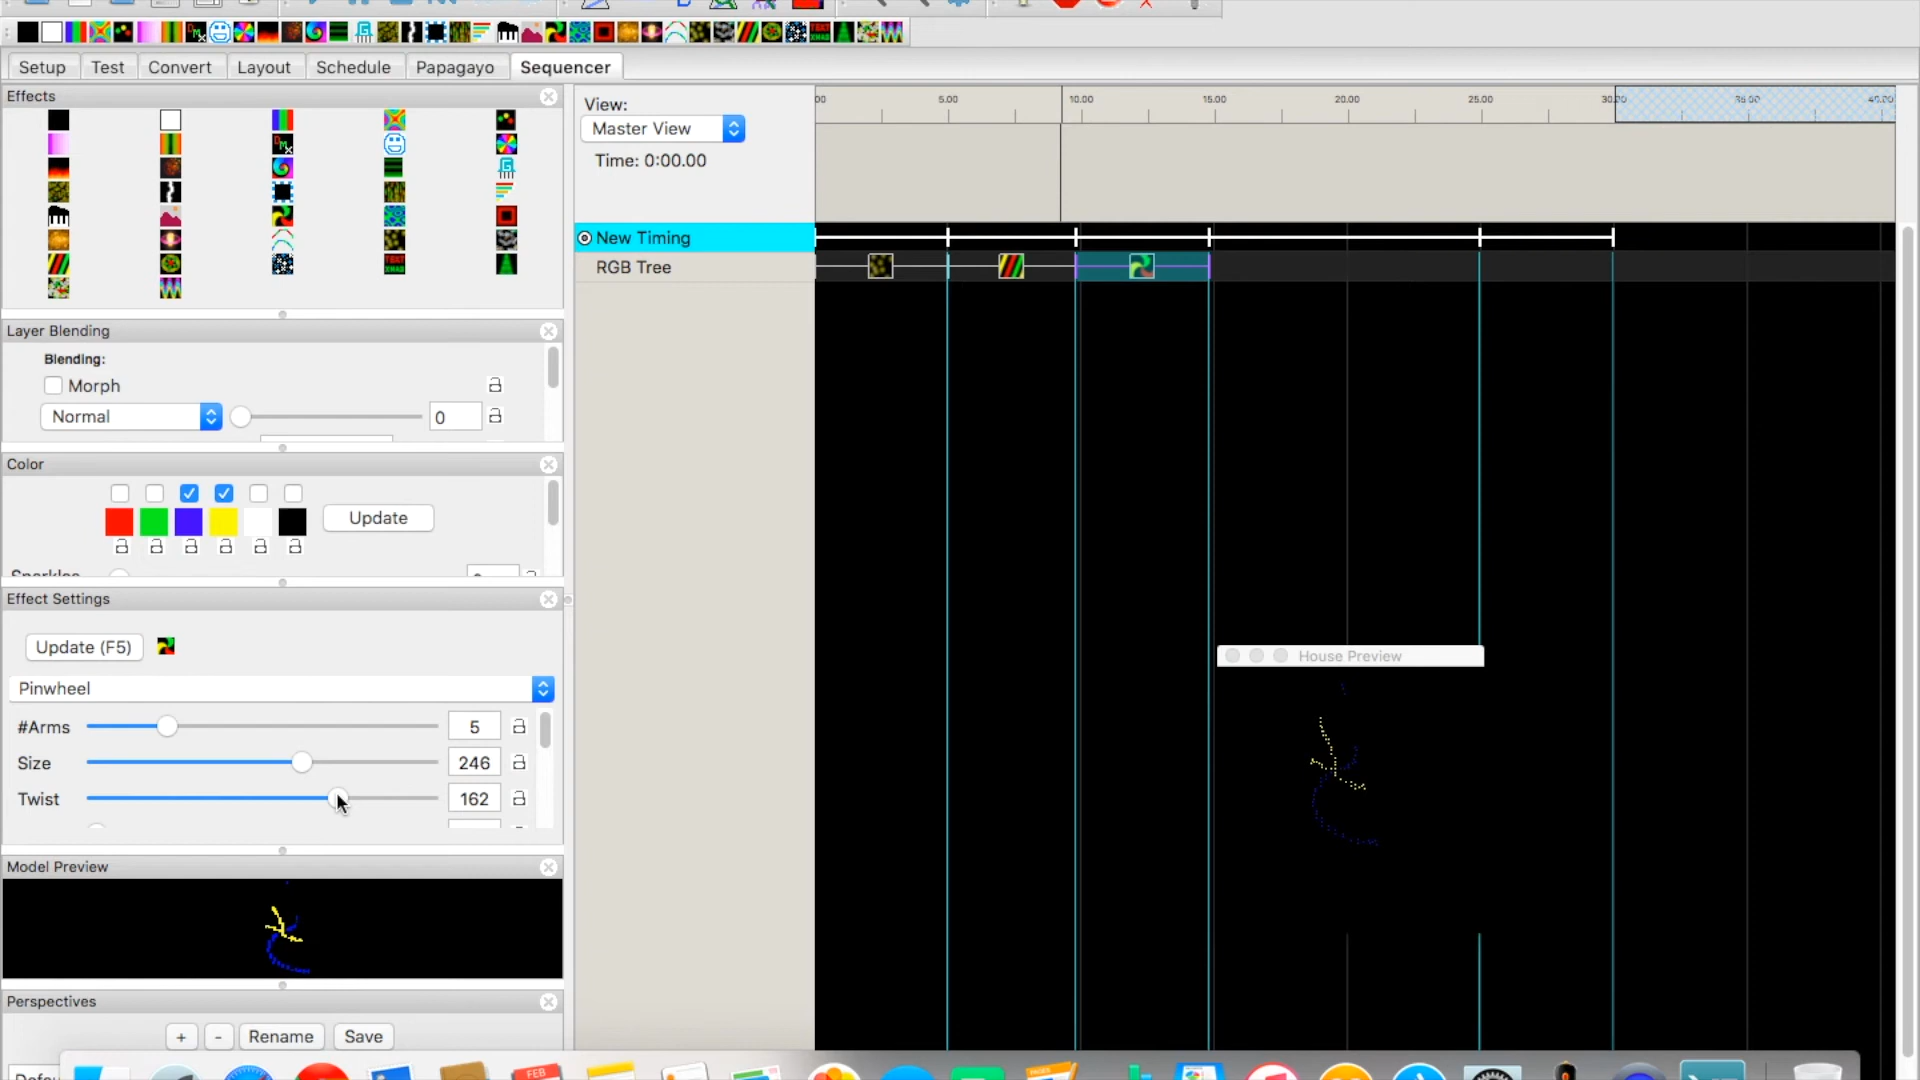 Setup Test Convert Layout Schedule Papagayo Sequencer
Effects
View:
Master View
Time: 0:00.00
5.00 10.00 15.00 20.00 25.00
New Timing
RGB Tree
Layer Blending
Blending:
Morph
Normal 0
Color
Update
Effect Settings
Update (F5)
Pinwheel
#Arms 5
Size 246
Twist 162
House Preview
Model Preview
Perspectives
+ - Rename Save
FEB